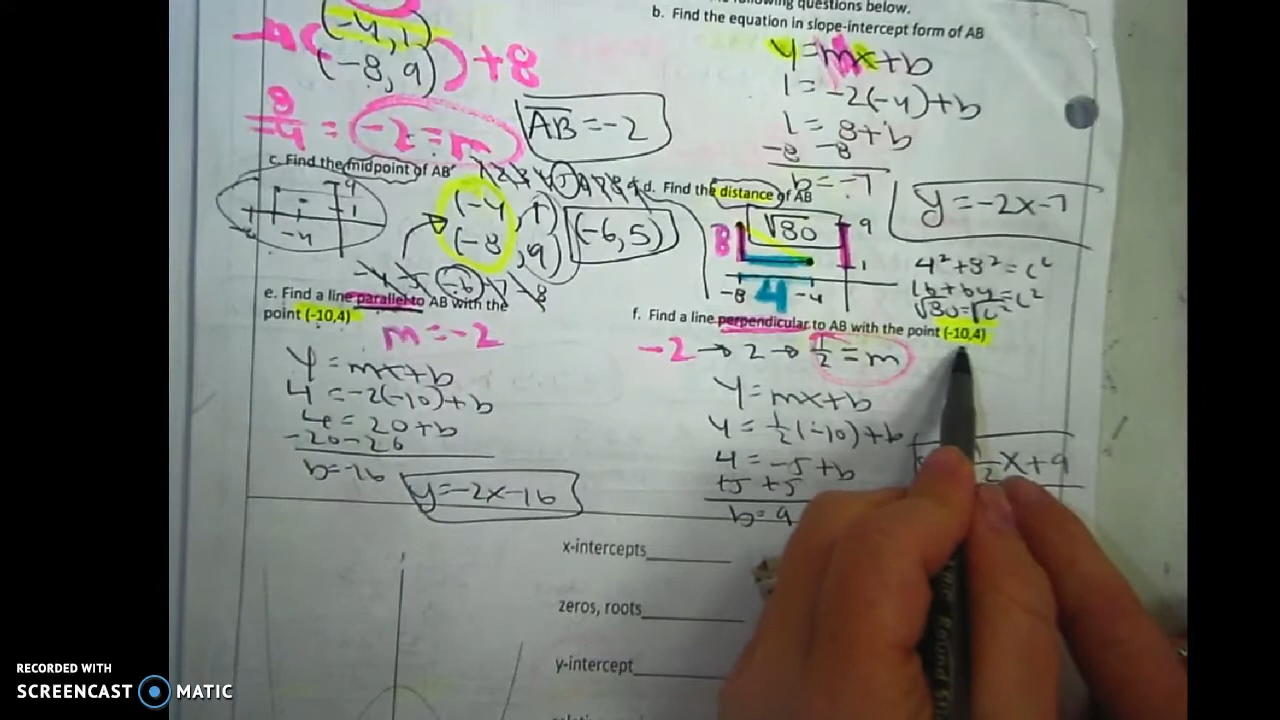 following questions below.
b. Find the equation in slope-intercept form of AB
(-4, 1)
(-8, 9)
+8
8
-4 = -2 = m
AB = -2
y = mx + b
1 = -2(-4) + b
1 = 8 + b
-8 -8
b = -7
y = -2x - 7
c. Find the midpoint of AB
9
1
-4
(-4, 1)
(-8, 9)
(-6, 5)
d. Find the distance of AB
√80
9
8
1
-8 4 -4
4² + 8² = c²
16 + 64 = c²
√80 = √c²
e. Find a line parallel to AB with the
point (-10,4)
m = -2
y = mx + b
4 = -2(-10) + b
4 = 20 + b
-20 -20
b = -16
y = -2x - 16
f. Find a line perpendicular to AB with the point (-10,4)
-2 → 2 → 1/2 = m
y = mx + b
4 = 1/2(-10) + b
4 = -5 + b
+5 +5
b = 9
x + 9
x-intercepts
zeros, roots
y-intercept
RECORDED WITH
SCREENCAST MATIC